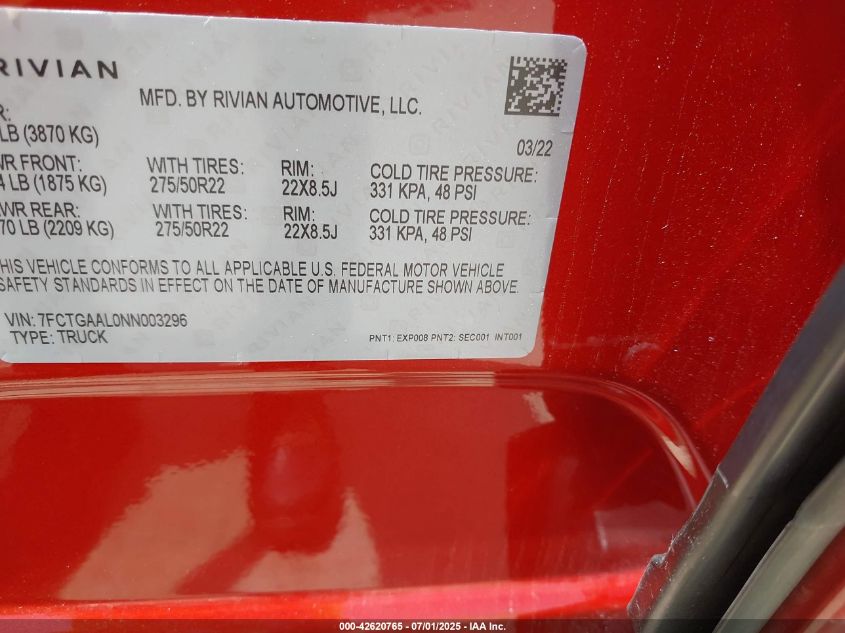 RIVIAN
MFD. BY RIVIAN AUTOMOTIVE, LLC.
03/22
LB (3870 KG)
FRONT: WITH TIRES: RIM: COLD TIRE PRESSURE:
LB (1875 KG) 275/50R22 22X8.5J 331 KPA, 48 PSI
REAR: WITH TIRES: RIM: COLD TIRE PRESSURE:
LB (2209 KG) 275/50R22 22X8.5J 331 KPA, 48 PSI
THIS VEHICLE CONFORMS TO ALL APPLICABLE U.S. FEDERAL MOTOR VEHICLE
SAFETY STANDARDS IN EFFECT ON THE DATE OF MANUFACTURE SHOWN ABOVE.
VIN: 7FCTGAAL0NN003296
TYPE: TRUCK PNT1: EXP008 PNT2: SEC001 INT001
000-42620765 - 07/01/2025 - IAA Inc.